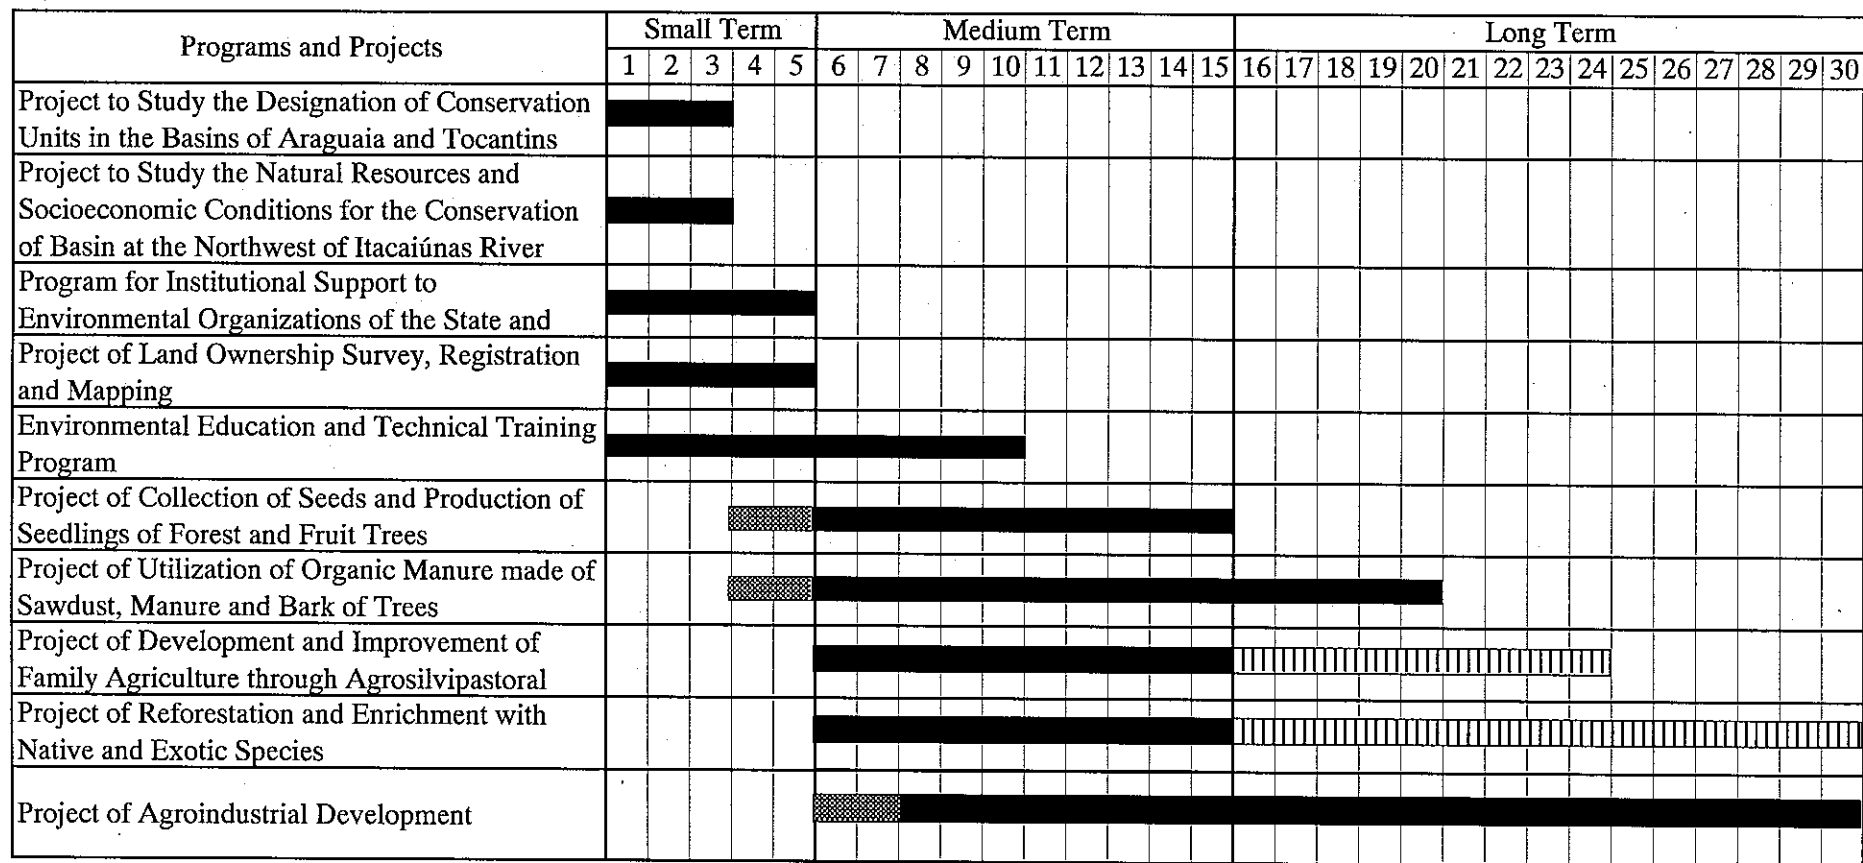 Programs and Projects
Small Term
Medium Term
Long Term
1 2 3 4 5 6 7 8 9 10 11 12 13 14 15 16 17 18 19 20 21 22 23 24 25 26 27 28 29 30
Project to Study the Designation of Conservation
Units in the Basins of Araguaia and Tocantins
Project to Study the Natural Resources and
Socioeconomic Conditions for the Conservation
of Basin at the Northwest of Itacaiúnas River
Program for Institutional Support to
Environmental Organizations of the State and
Project of Land Ownership Survey, Registration
and Mapping
Environmental Education and Technical Training
Program
Project of Collection of Seeds and Production of
Seedlings of Forest and Fruit Trees
Project of Utilization of Organic Manure made of
Sawdust, Manure and Bark of Trees
Project of Development and Improvement of
Family Agriculture through Agrosilvipastoral
Project of Reforestation and Enrichment with
Native and Exotic Species
Project of Agroindustrial Development